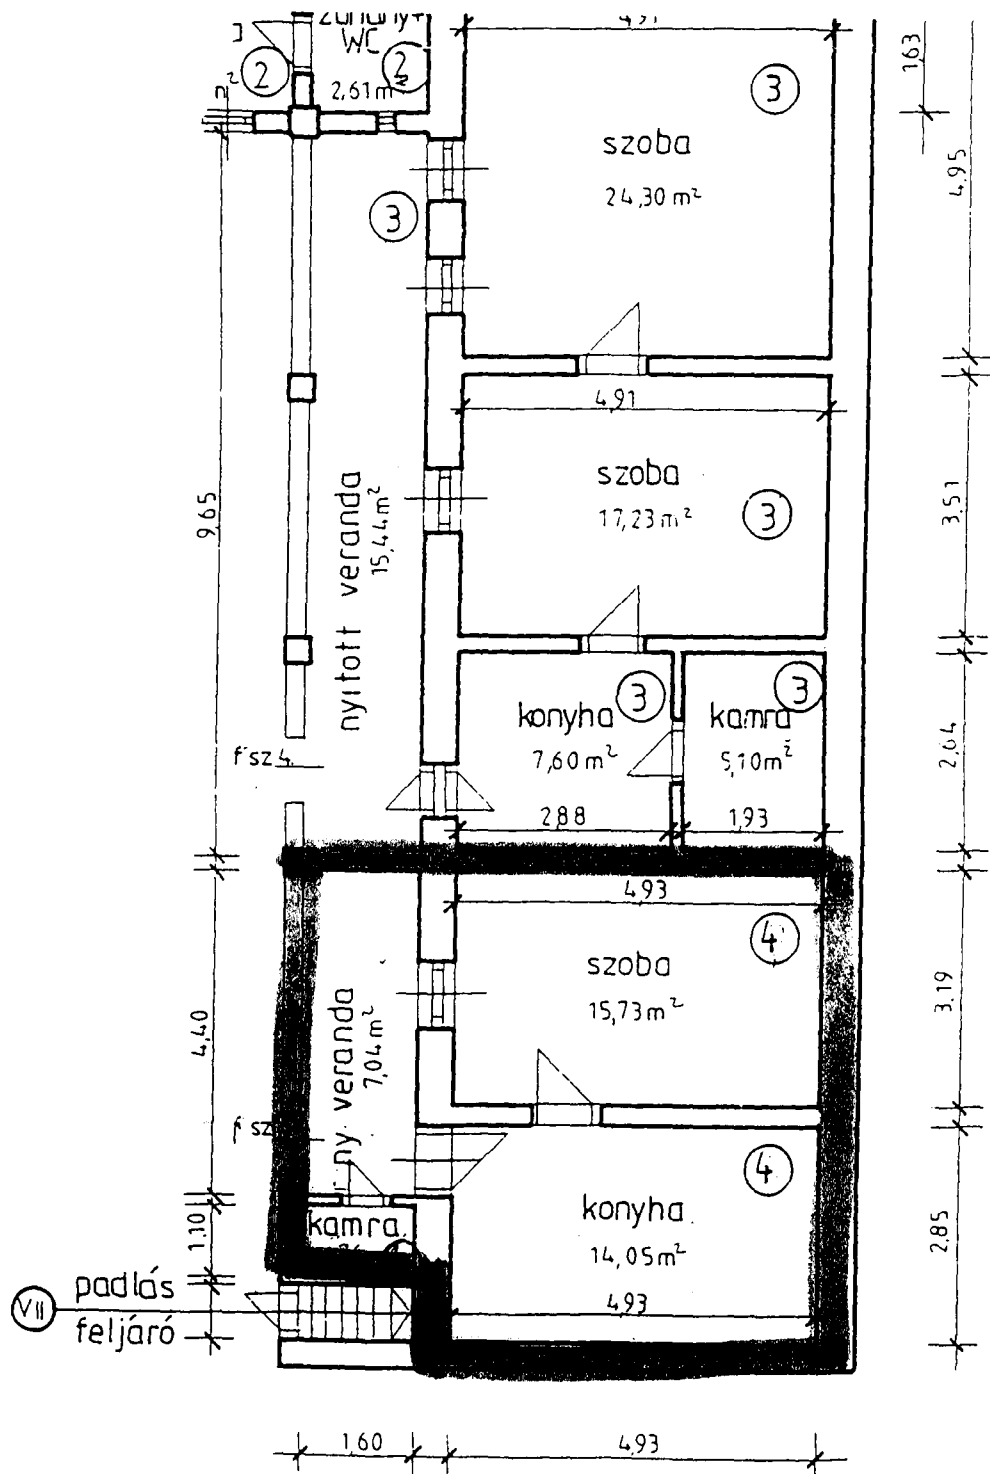 4,91
WC
2
2
2,61 m²
3
1,63
szoba
24,30 m²
4,95
3
4,91
szoba
17,23 m²
3
3,51
9,65
nyitott veranda
15,44 m²
konyha
3
7,60 m²
kamra
3
5,10 m²
2,64
fsz 4.
2,88
1,93
4,93
4
szoba
15,73 m²
3,19
4,40
ny veranda
7,04 m²
fsz
4
konyha
14,05 m²
2,85
kamra
1,10
4,93
VII
padlás
feljáró
1,60
4,93